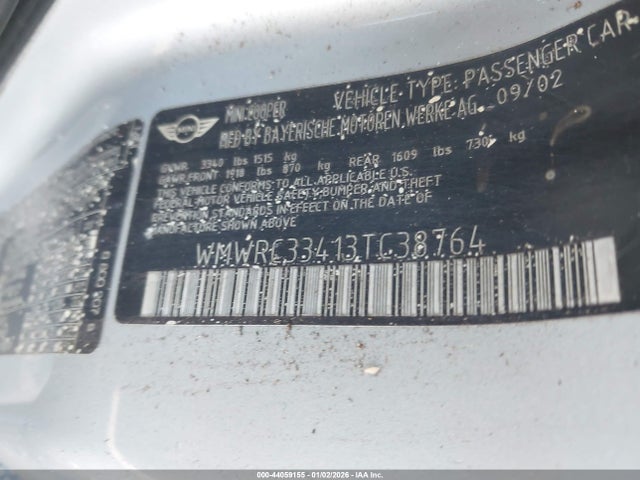 MINI COOPER VEHICLE TYPE: PASSENGER CAR
MFD BY BAYERISCHE MOTOREN WERKE AG 09/02
GVWR 3340 lbs 1515 kg
GAWR FRONT 1918 lbs 870 kg REAR 1609 lbs 730 kg
THIS VEHICLE CONFORMS TO ALL APPLICABLE U.S.
FEDERAL MOTOR VEHICLE SAFETY, BUMPER, AND THEFT
PREVENTION STANDARDS IN EFFECT ON THE DATE OF
MANUFACTURE SHOWN ABOVE
WMWRC33413TC38764
000-44059155 - 01/02/2026 - IAA Inc.